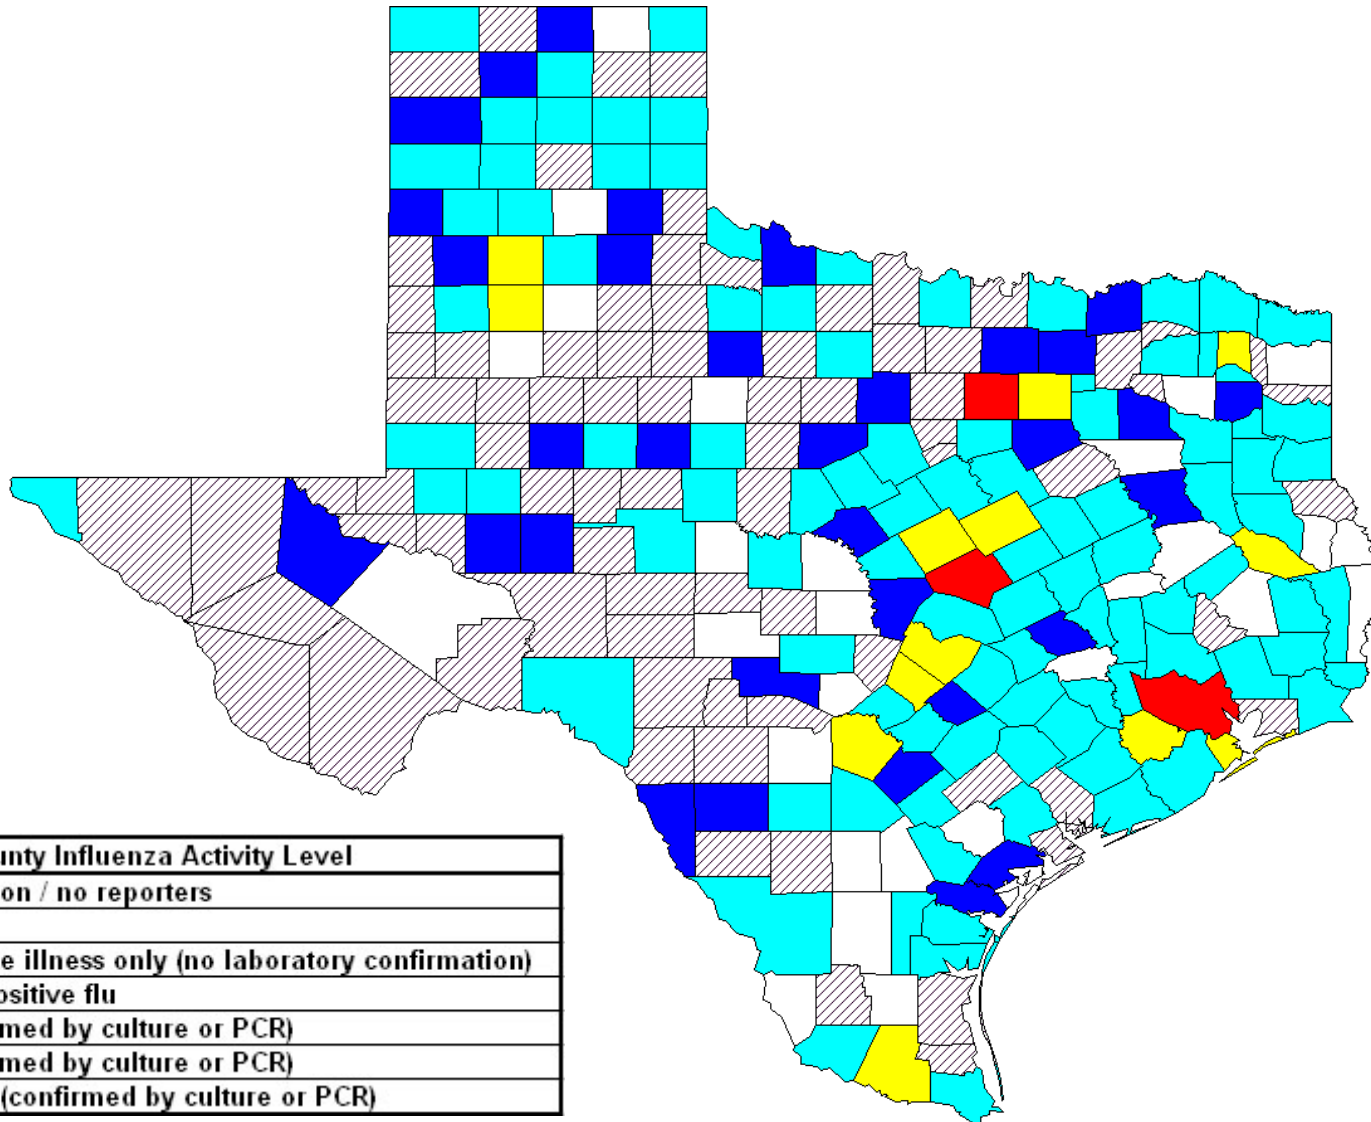 unty Influenza Activity Level
on / no reporters
e illness only (no laboratory confirmation)
ositive flu
med by culture or PCR)
med by culture or PCR)
(confirmed by culture or PCR)